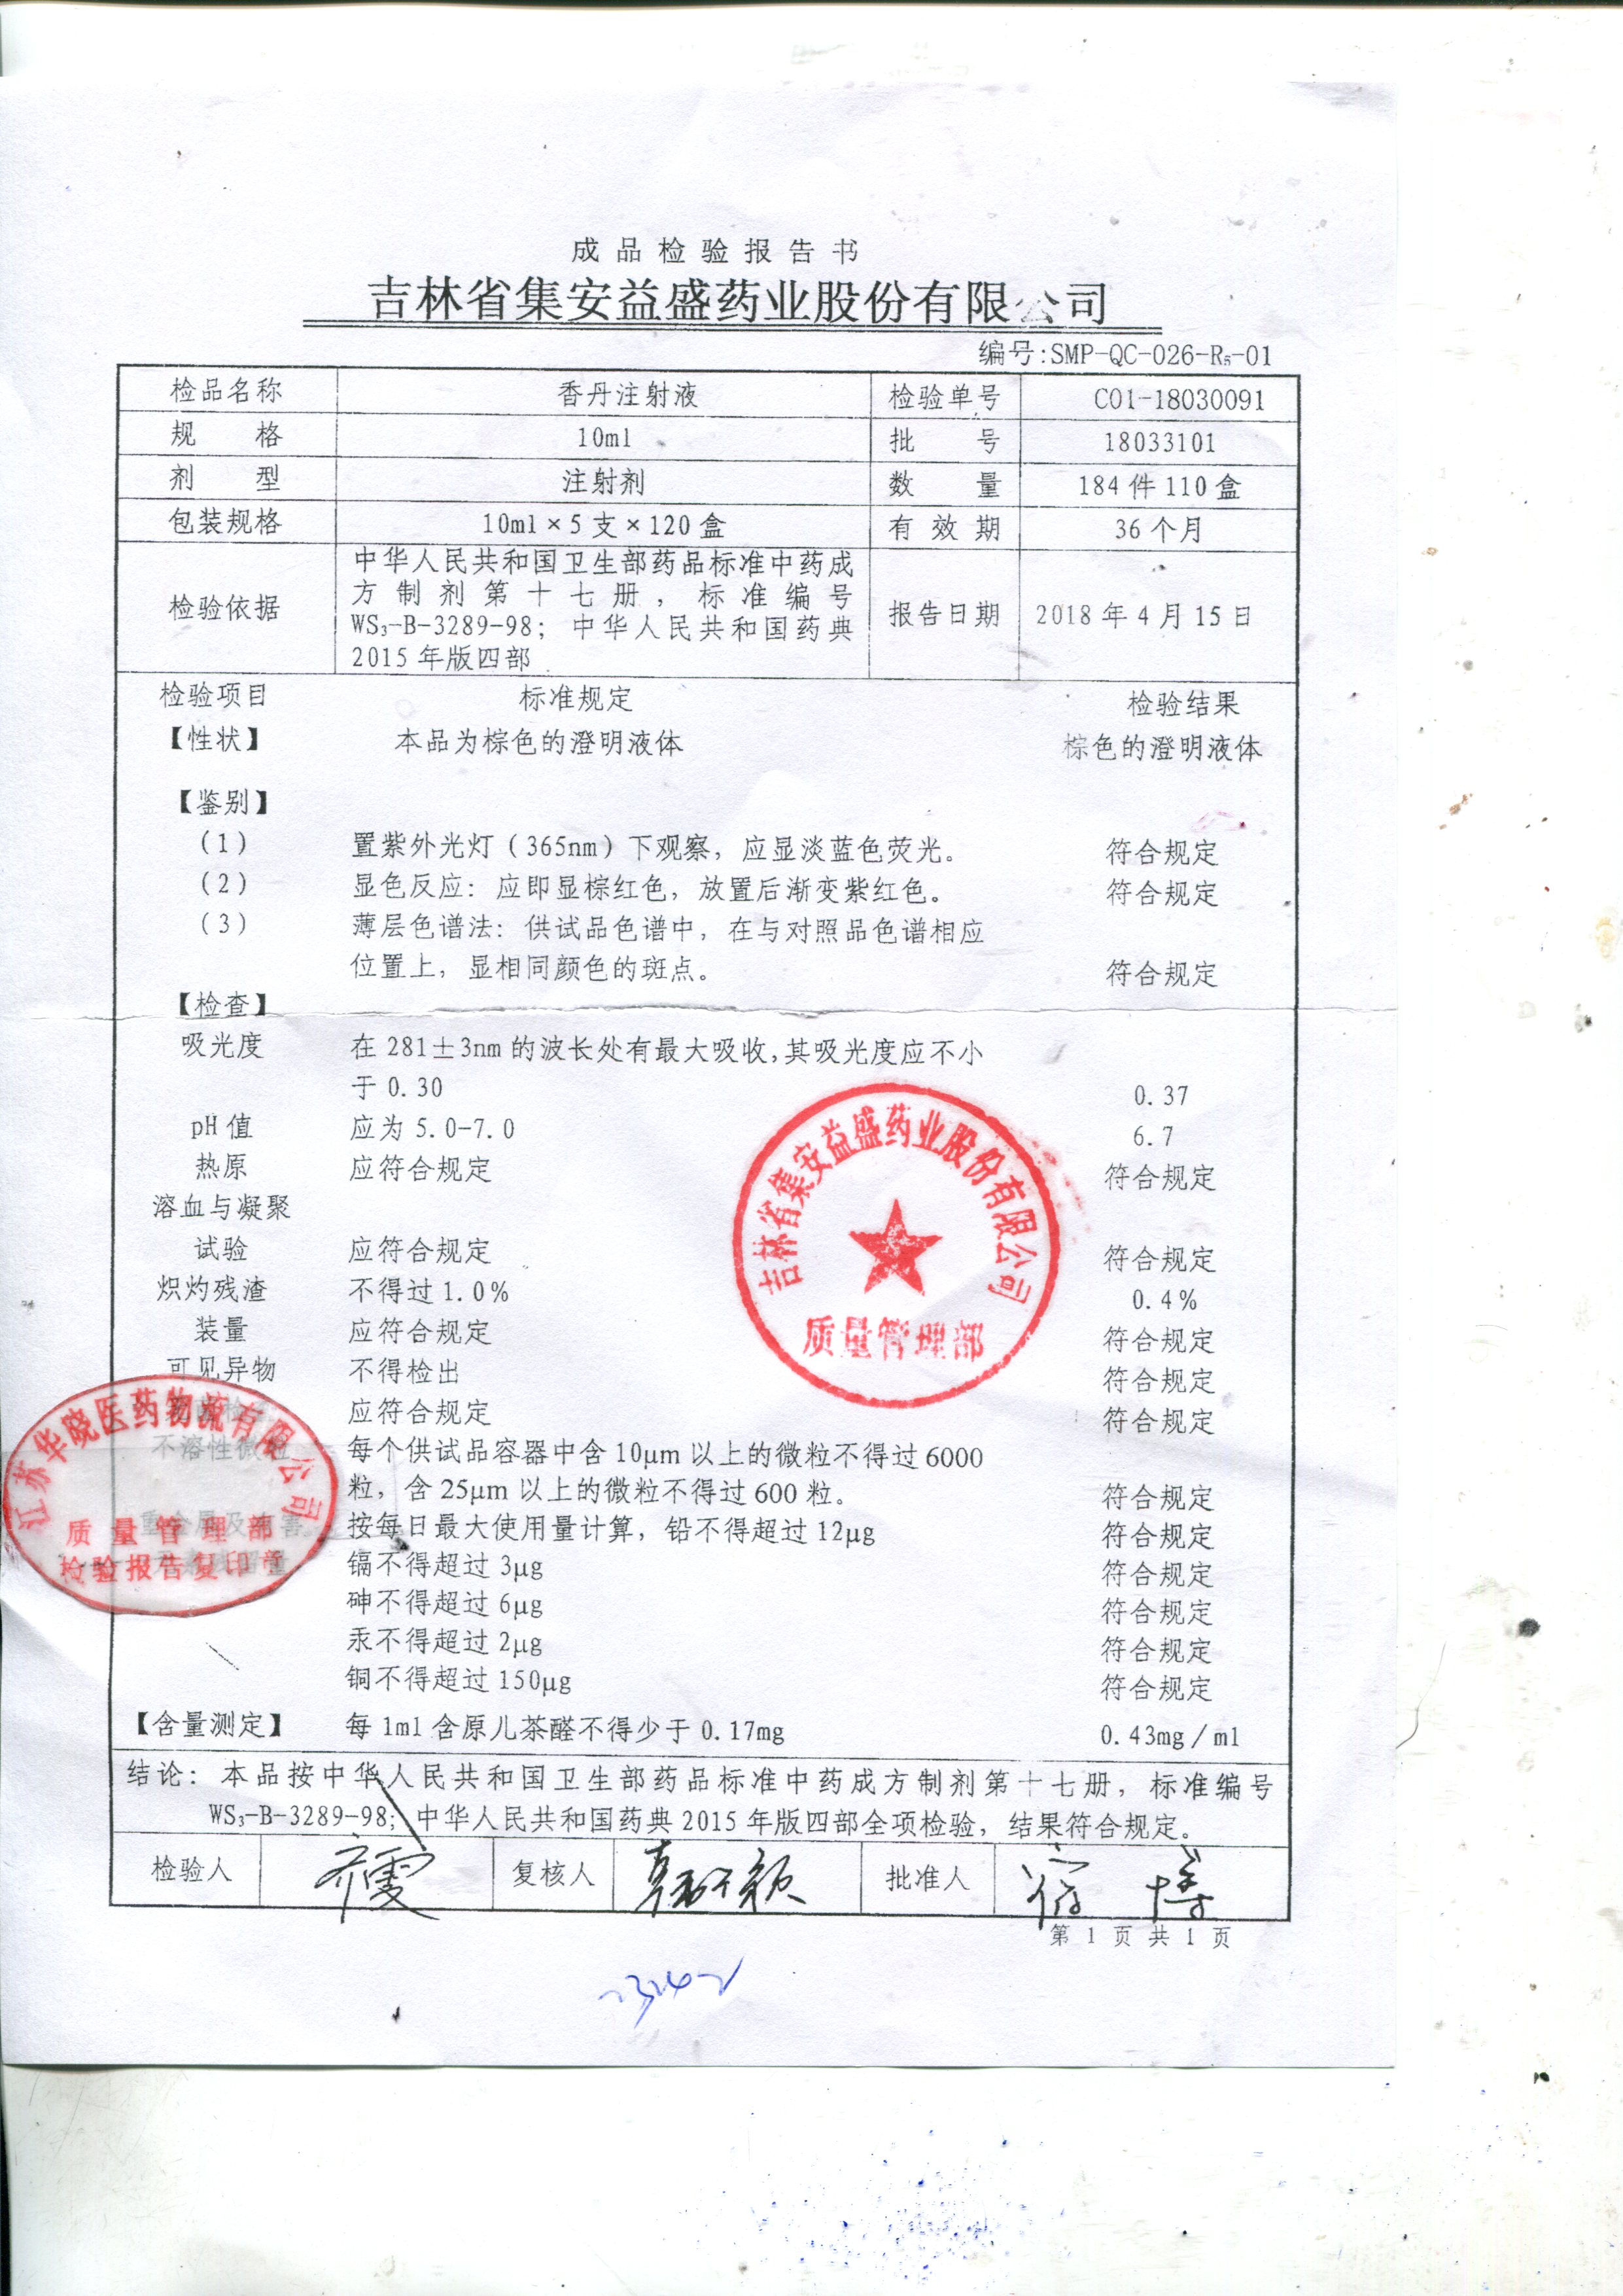 成品检验报告书
吉林省集安益盛药业股份有限公司
编号:SMP-QC-026-R₅-01
检品名称 香丹注射液 检验单号 C01-18030091
规格 10ml 批号 18033101
剂型 注射剂 数量 184件110盒
包装规格 10ml×5支×120盒 有效期 36个月
检验依据 中华人民共和国卫生部药品标准中药成
方制剂第十七册，标准编号
WS₃-B-3289-98；中华人民共和国药典
2015年版四部
报告日期 2018年4月15日
检验项目 标准规定 检验结果
【性状】 本品为棕色的澄明液体 棕色的澄明液体
【鉴别】
(1) 置紫外光灯（365nm）下观察，应显淡蓝色荧光。 符合规定
(2) 显色反应：应即显棕红色，放置后渐变紫红色。 符合规定
(3) 薄层色谱法：供试品色谱中，在与对照品色谱相应
位置上，显相同颜色的斑点。 符合规定
【检查】
吸光度 在281±3nm的波长处有最大吸收,其吸光度应不小
于0.30 0.37
pH值 应为5.0-7.0 6.7
热原 应符合规定 符合规定
溶血与凝聚
试验 应符合规定 符合规定
炽灼残渣 不得过1.0% 0.4%
装量 应符合规定 符合规定
可见异物 不得检出 符合规定
应符合规定 符合规定
不溶性微粒 每个供试品容器中含10μm以上的微粒不得过6000
粒，含25μm以上的微粒不得过600粒。 符合规定
重金属及有害 按每日最大使用量计算，铅不得超过12μg 符合规定
镉不得超过3μg 符合规定
砷不得超过6μg 符合规定
汞不得超过2μg 符合规定
铜不得超过150μg 符合规定
【含量测定】 每1ml含原儿茶醛不得少于0.17mg 0.43mg/ml
结论：本品按中华人民共和国卫生部药品标准中药成方制剂第十七册，标准编号
WS₃-B-3289-98；中华人民共和国药典2015年版四部全项检验，结果符合规定。
检验人 复核人 批准人
第1页共1页
吉林省集安益盛药业股份有限公司
质量管理部
江苏华晓医药物流有限公司
质量管理部
检验报告复印章